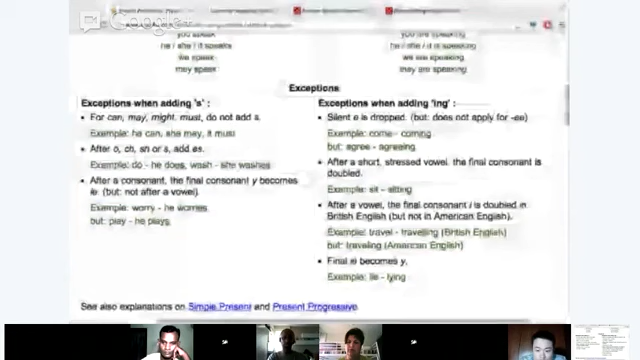 Google+
you speak
he / she / it speaks
we speak
they speak
you are speaking
he / she / it is speaking
we are speaking
they are speaking
Exceptions
Exceptions when adding 's' :
• For can, may, might, must, do not add s.
Example: he can, she may, it must
• After o, ch, sh or s, add es.
Example: do - he does, wash - she washes
• After a consonant, the final consonant y becomes
ie. (but: not after a vowel)
Example: worry - he worries
but: play - he plays
Exceptions when adding 'ing' :
• Silent e is dropped. (but: does not apply for -ee)
Example: come - coming
but: agree - agreeing
• After a short, stressed vowel, the final consonant is
doubled.
Example: sit - sitting
• After a vowel, the final consonant l is doubled in
British English (but not in American English).
Example: travel - travelling (British English)
but: traveling (American English)
• Final ie becomes y.
Example: lie - lying
See also explanations on Simple Present and Present Progressive